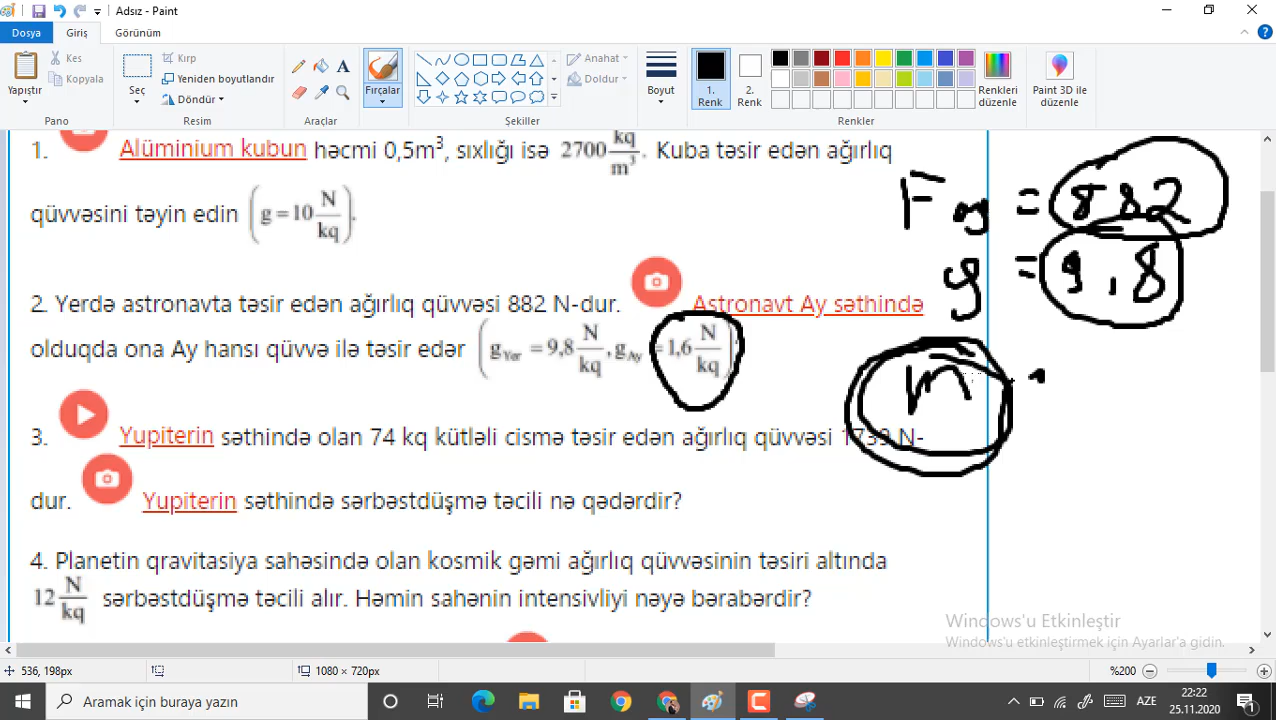 Adsız - Paint
Dosya Giriş Görünüm
Yapıştır Kes Kopyala Seç Kırp Yeniden boyutlandır Döndür Fırçalar Anahat Doldur Boyut 1. Renk 2. Renk Renkleri düzenle Paint 3D ile düzenle
Pano Resim Araçlar Şekiller Renkler
1. Alüminium kubun həcmi 0,5m³, sıxlığı isə 2700 kq/m³. Kuba təsir edən ağırlıq
qüvvəsini təyin edin (g = 10 N/kq).
2. Yerdə astronavta təsir edən ağırlıq qüvvəsi 882 N-dur. Astronavt Ay səthində
olduqda ona Ay hansı qüvvə ilə təsir edər (g Yer = 9,8 N/kq, g Ay = 1,6 N/kq)
3. Yupiterin səthində olan 74 kq kütləli cismə təsir edən ağırlıq qüvvəsi 1739 N-
dur. Yupiterin səthində sərbəstdüşmə təcili nə qədərdir?
4. Planetin qravitasiya sahəsində olan kosmik gəmi ağırlıq qüvvəsinin təsiri altında
12 N/kq sərbəstdüşmə təcili alır. Həmin sahənin intensivliyi nəyə bərabərdir?
F ağ = 882
g = 9,8
m
Windows'u Etkinleştir
Windows'u etkinleştirmek için Ayarlar'a gidin.
536, 198px 1080 × 720px %200
Aramak için buraya yazın AZE 22:22
25.11.2020 1